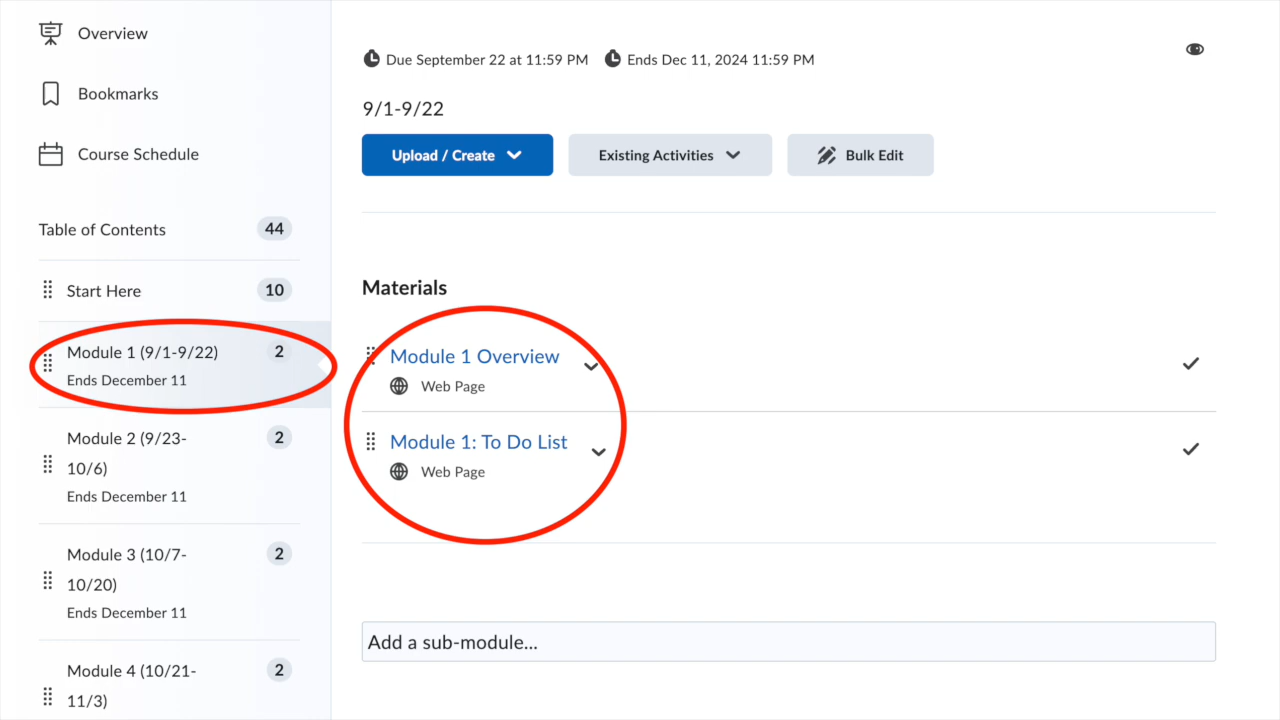 Overview
Bookmarks
Course Schedule
Table of Contents 44
Start Here 10
Module 1 (9/1-9/22) 2
Ends December 11
Module 2 (9/23- 2
10/6)
Ends December 11
Module 3 (10/7- 2
10/20)
Ends December 11
Module 4 (10/21- 2
11/3)
Due September 22 at 11:59 PM Ends Dec 11, 2024 11:59 PM
9/1-9/22
Upload / Create Existing Activities Bulk Edit
Materials
Module 1 Overview
Web Page
Module 1: To Do List
Web Page
Add a sub-module...